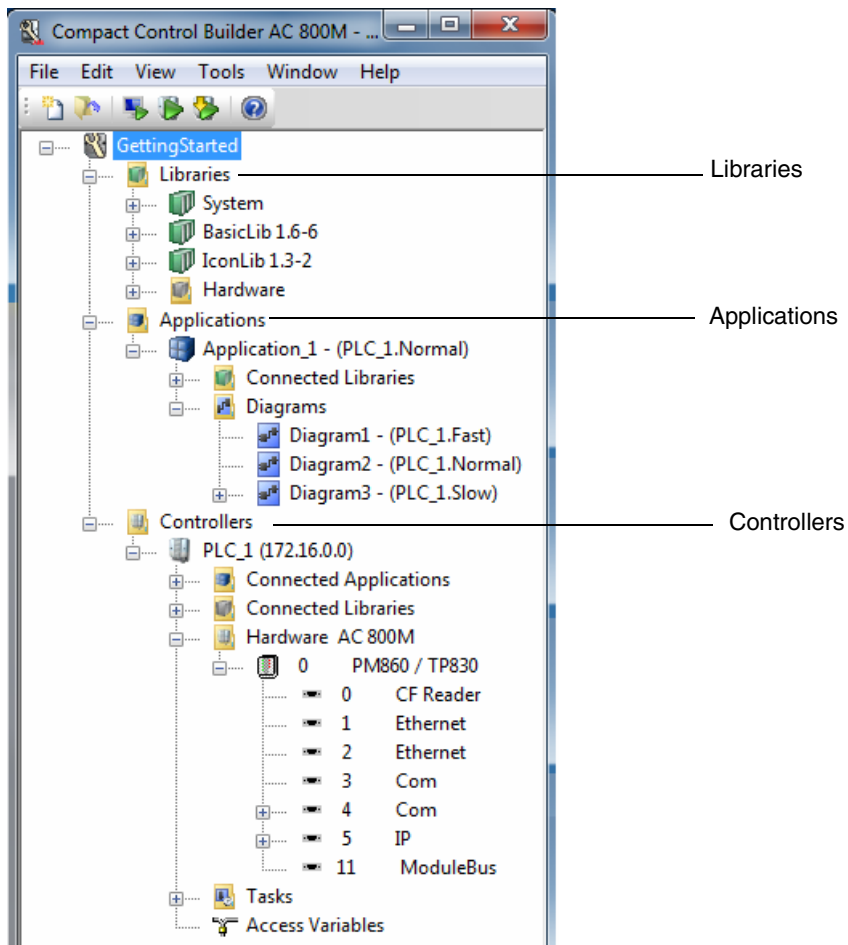 Compact Control Builder AC 800M - ...
File Edit View Tools Window Help
GettingStarted
Libraries
Libraries
System
BasicLib 1.6-6
IconLib 1.3-2
Hardware
Applications
Applications
Application_1 - (PLC_1.Normal)
Connected Libraries
Diagrams
Diagram1 - (PLC_1.Fast)
Diagram2 - (PLC_1.Normal)
Diagram3 - (PLC_1.Slow)
Controllers
Controllers
PLC_1 (172.16.0.0)
Connected Applications
Connected Libraries
Hardware AC 800M
0 PM860 / TP830
0 CF Reader
1 Ethernet
2 Ethernet
3 Com
4 Com
5 IP
11 ModuleBus
Tasks
Access Variables